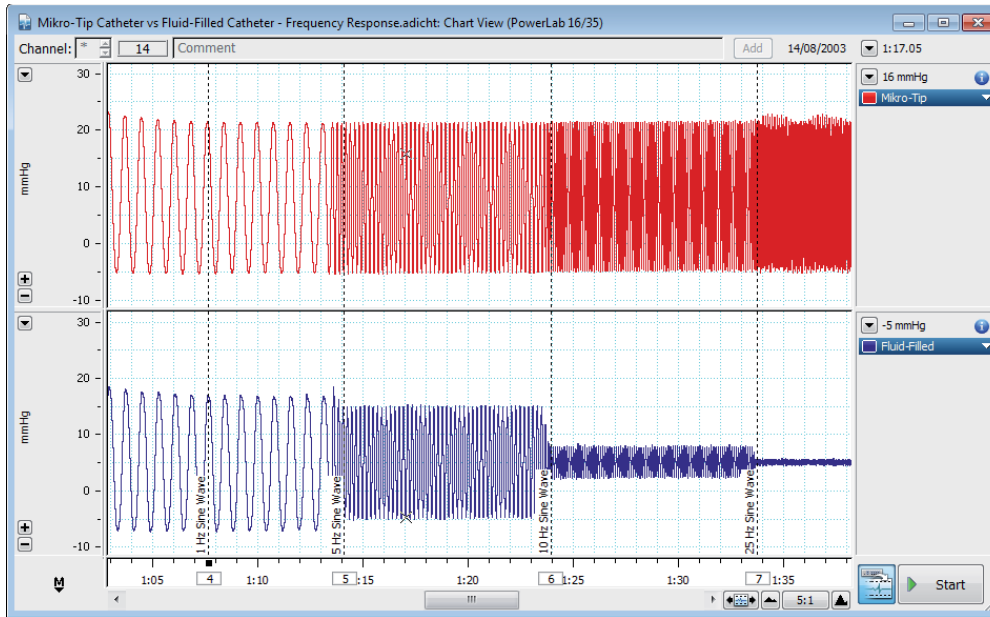 Mikro-Tip Catheter vs Fluid-Filled Catheter - Frequency Response.adicht: Chart View (PowerLab 16/35)
Channel: * 14 Comment Add 14/08/2003 1:17.05
30
20
10
0
-10
mmHg
16 mmHg
Mikro-Tip
30
20
10
0
-10
mmHg
1 Hz Sine Wave
5 Hz Sine Wave
10 Hz Sine Wave
25 Hz Sine Wave
-5 mmHg
Fluid-Filled
M 1:05 4 1:10 5 :15 1:20 6 1:25 1:30 7 1:35
5:1 Start